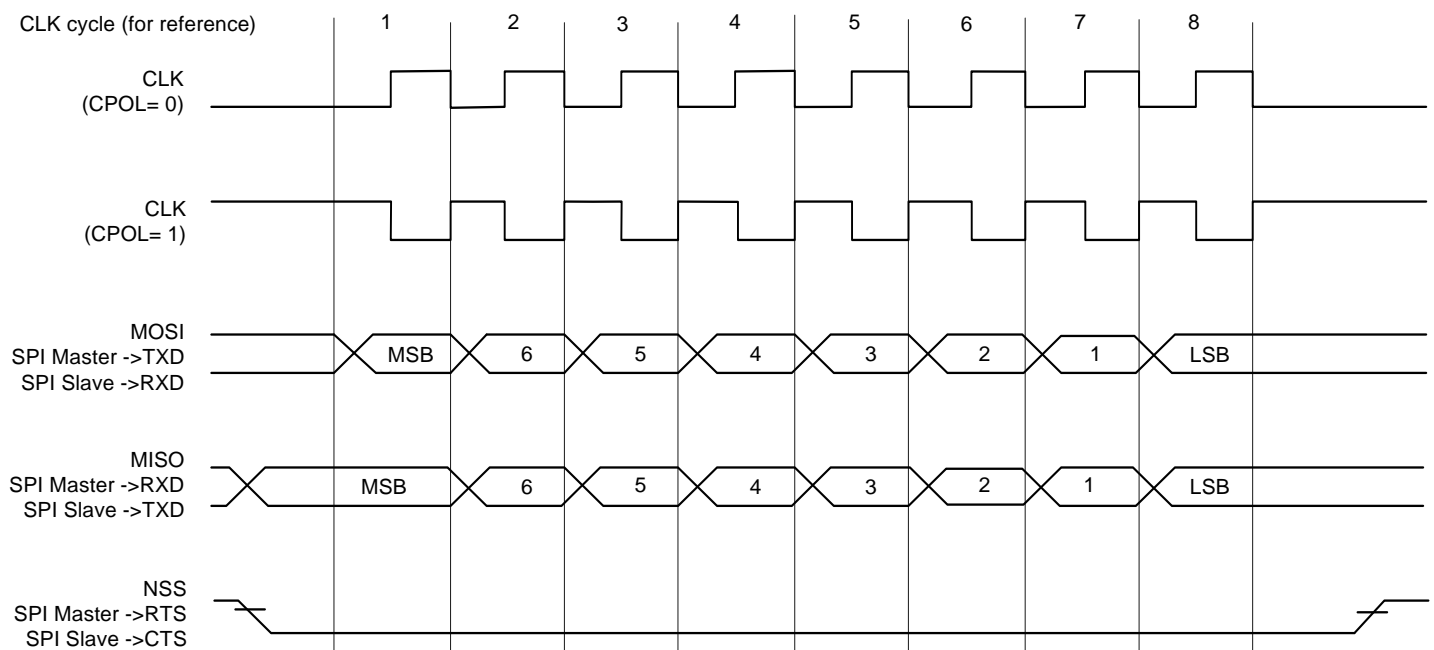 CLK cycle (for reference) 1 2 3 4 5 6 7 8
CLK
(CPOL= 0)
CLK
(CPOL= 1)
MOSI
SPI Master ->TXD
SPI Slave ->RXD
MSB 6 5 4 3 2 1 LSB
MISO
SPI Master ->RXD
SPI Slave ->TXD
MSB 6 5 4 3 2 1 LSB
NSS
SPI Master ->RTS
SPI Slave ->CTS